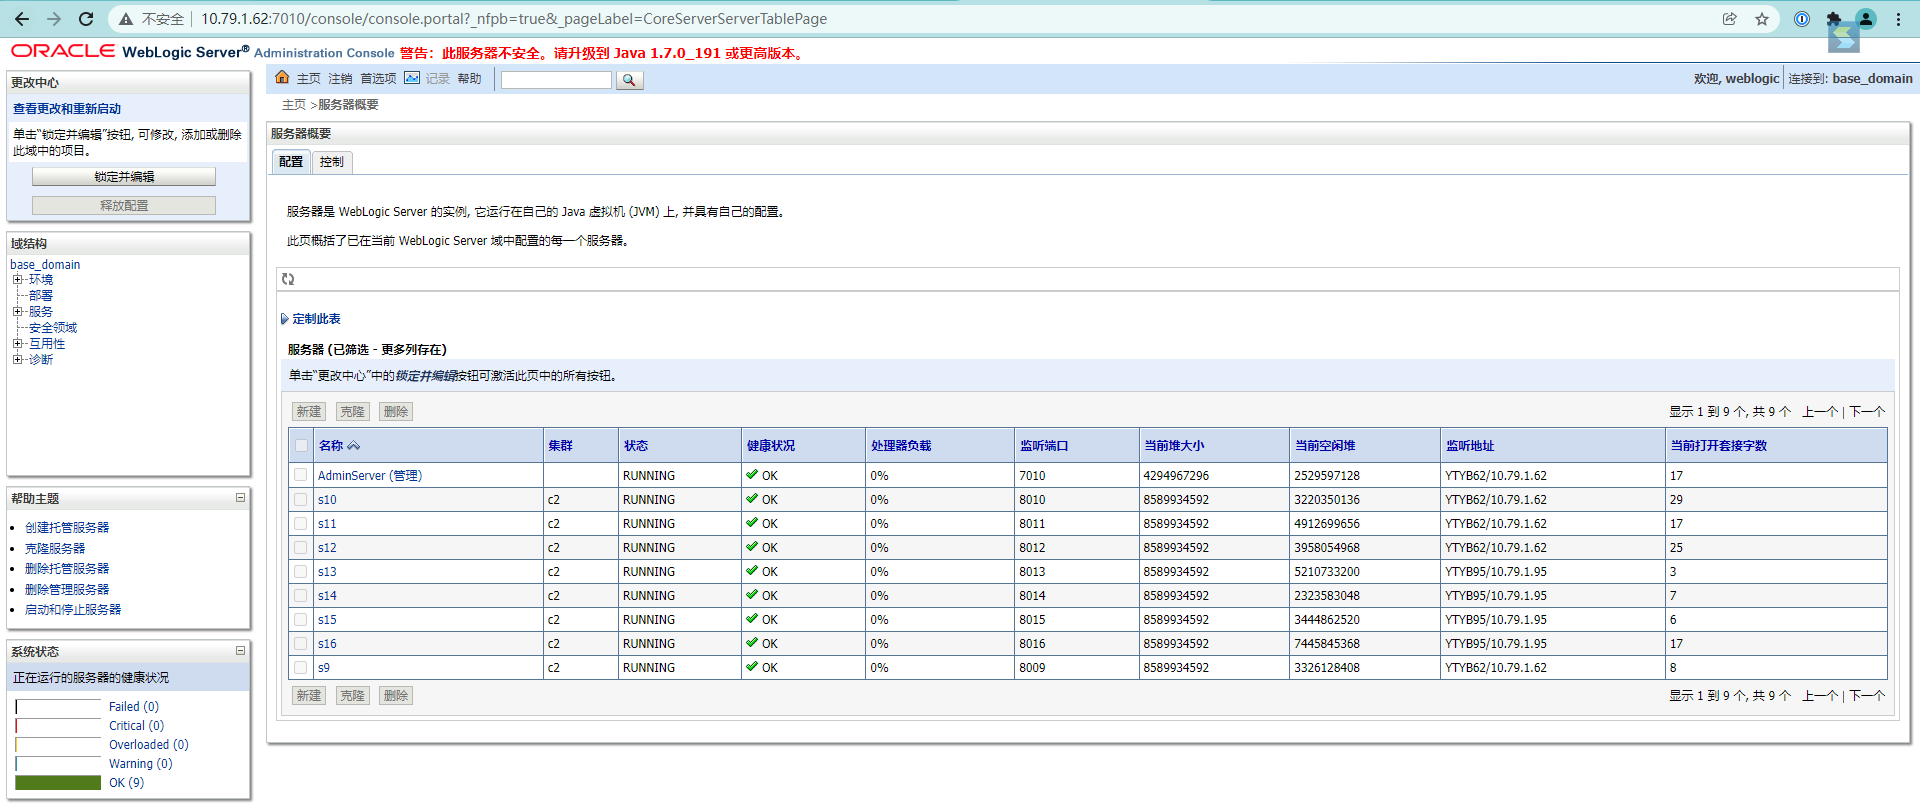 不安全 | 10.79.1.62:7010/console/console.portal?_nfpb=true&_pageLabel=CoreServerServerTablePage
ORACLE WebLogic Server® Administration Console 警告：此服务器不安全。请升级到 Java 1.7.0_191 或更高版本。
更改中心
查看更改和重新启动
单击“锁定并编辑”按钮, 可修改, 添加或删除
此域中的项目。
锁定并编辑
释放配置
域结构
base_domain
环境
部署
服务
安全领域
互用性
诊断
帮助主题
创建托管服务器
克隆服务器
删除托管服务器
删除管理服务器
启动和停止服务器
系统状态
正在运行的服务器的健康状况
Failed (0)
Critical (0)
Overloaded (0)
Warning (0)
OK (9)
主页 注销 首选项 记录 帮助
欢迎, weblogic 连接到: base_domain
主页 >服务器概要
服务器概要
配置 控制
服务器是 WebLogic Server 的实例, 它运行在自己的 Java 虚拟机 (JVM) 上, 并具有自己的配置。
此页概括了已在当前 WebLogic Server 域中配置的每一个服务器。
定制此表
服务器 (已筛选 - 更多列存在)
单击“更改中心”中的锁定并编辑按钮可激活此页中的所有按钮。
新建 克隆 删除 显示 1 到 9 个, 共 9 个 上一个 | 下一个
名称 集群 状态 健康状况 处理器负载 监听端口 当前堆大小 当前空闲堆 监听地址 当前打开套接字数
AdminServer (管理) RUNNING OK 0% 7010 4294967296 2529597128 YTYB62/10.79.1.62 17
s10 c2 RUNNING OK 0% 8010 8589934592 3220350136 YTYB62/10.79.1.62 29
s11 c2 RUNNING OK 0% 8011 8589934592 4912699656 YTYB62/10.79.1.62 17
s12 c2 RUNNING OK 0% 8012 8589934592 3958054968 YTYB62/10.79.1.62 25
s13 c2 RUNNING OK 0% 8013 8589934592 5210733200 YTYB95/10.79.1.95 3
s14 c2 RUNNING OK 0% 8014 8589934592 2323583048 YTYB95/10.79.1.95 7
s15 c2 RUNNING OK 0% 8015 8589934592 3444862520 YTYB95/10.79.1.95 6
s16 c2 RUNNING OK 0% 8016 8589934592 7445845368 YTYB95/10.79.1.95 17
s9 c2 RUNNING OK 0% 8009 8589934592 3326128408 YTYB62/10.79.1.62 8
新建 克隆 删除 显示 1 到 9 个, 共 9 个 上一个 | 下一个